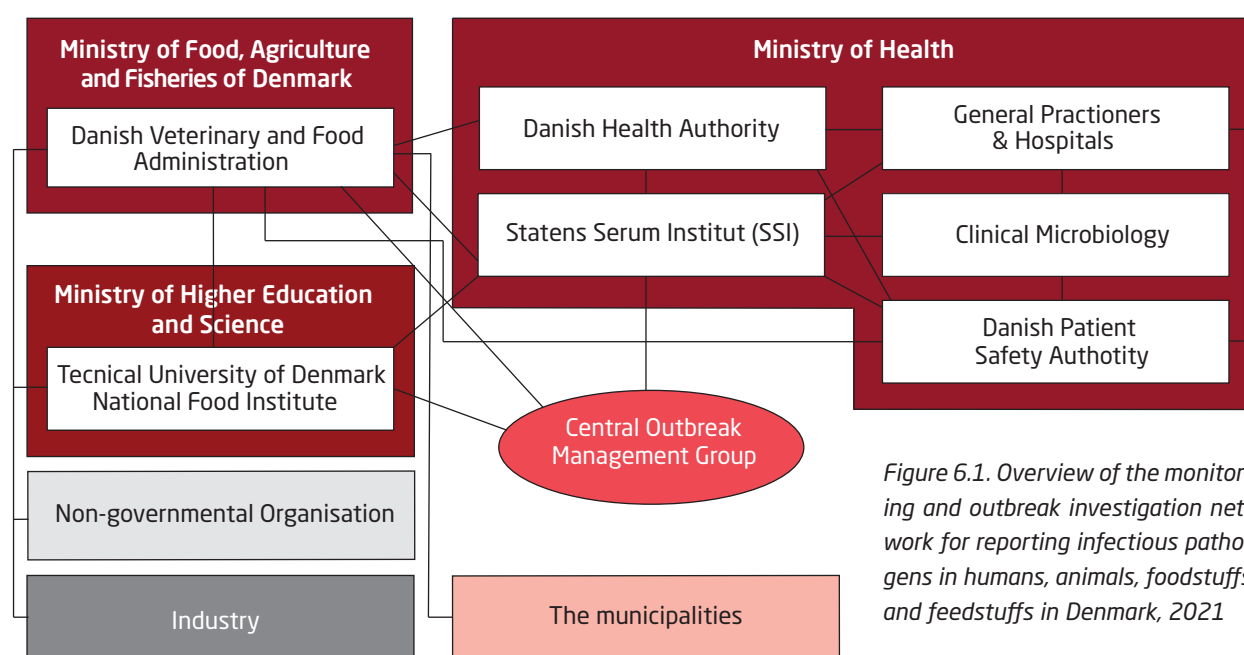 Ministry of Food, Agriculture
and Fisheries of Denmark
Danish Veterinary and Food
Administration
Ministry of Health
Danish Health Authority
General Practioners
& Hospitals
Statens Serum Institut (SSI)
Clinical Microbiology
Danish Patient
Safety Authotity
Ministry of Higher Education
and Science
Tecnical University of Denmark
National Food Institute
Central Outbreak
Management Group
Non-governmental Organisation
Industry
The municipalities
Figure 6.1. Overview of the monitor-
ing and outbreak investigation net-
work for reporting infectious patho-
gens in humans, animals, foodstuffs
and feedstuffs in Denmark, 2021